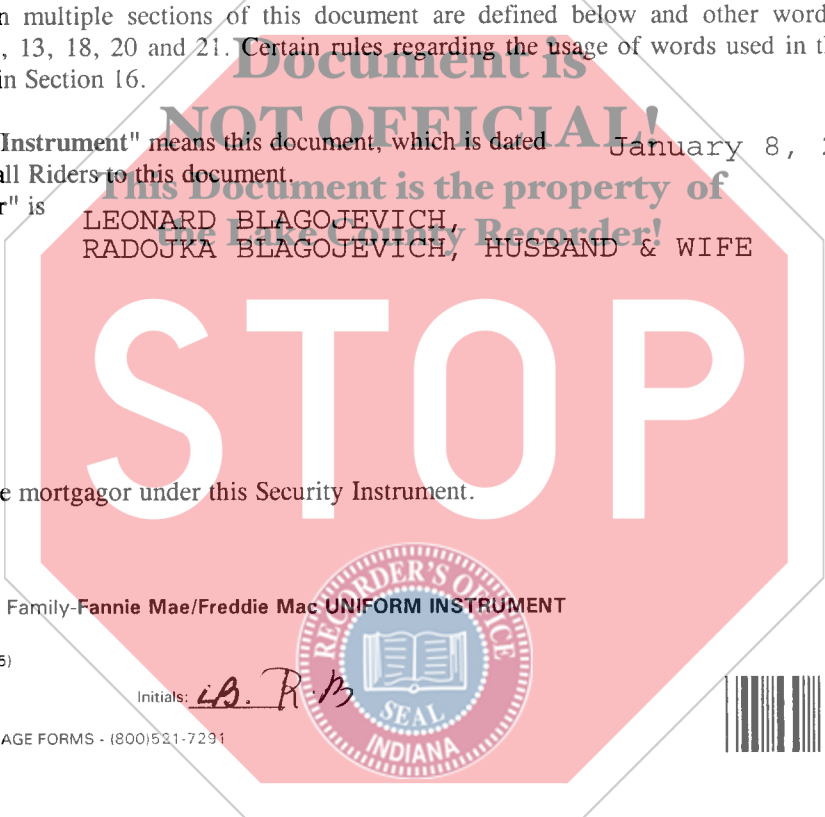 n multiple sections of this document are defined below and other word
, 13, 18, 20 and 21. Certain rules regarding the usage of words used in t
in Section 16.
Document is
NOT OFFICIAL!
Instrument" means this document, which is dated January 8,
all Riders to this document.
This Document is the property of
r" is
LEONARD BLAGOJEVICH,
the Lake County Recorder!
RADOJKA BLAGOJEVICH, HUSBAND & WIFE
STOP
e mortgagor under this Security Instrument.
RECORDER'S OFFICE
Family-Fannie Mae/Freddie Mac UNIFORM INSTRUMENT
5)
Initials: LB. R.B
SEAL
INDIANA
AGE FORMS - (800)521-7291